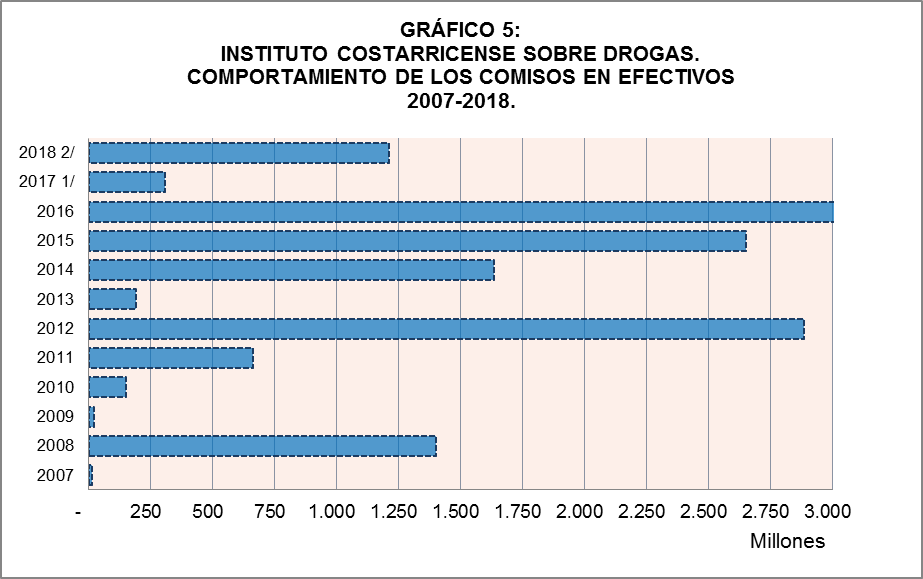 GRÁFICO 5:
INSTITUTO COSTARRICENSE SOBRE DROGAS.
COMPORTAMIENTO DE LOS COMISOS EN EFECTIVOS
2007-2018.
2018 2/
2017 1/
2016
2015
2014
2013
2012
2011
2010
2009
2008
2007
- 250 500 750 1.000 1.250 1.500 1.750 2.000 2.250 2.500 2.750 3.000
Millones